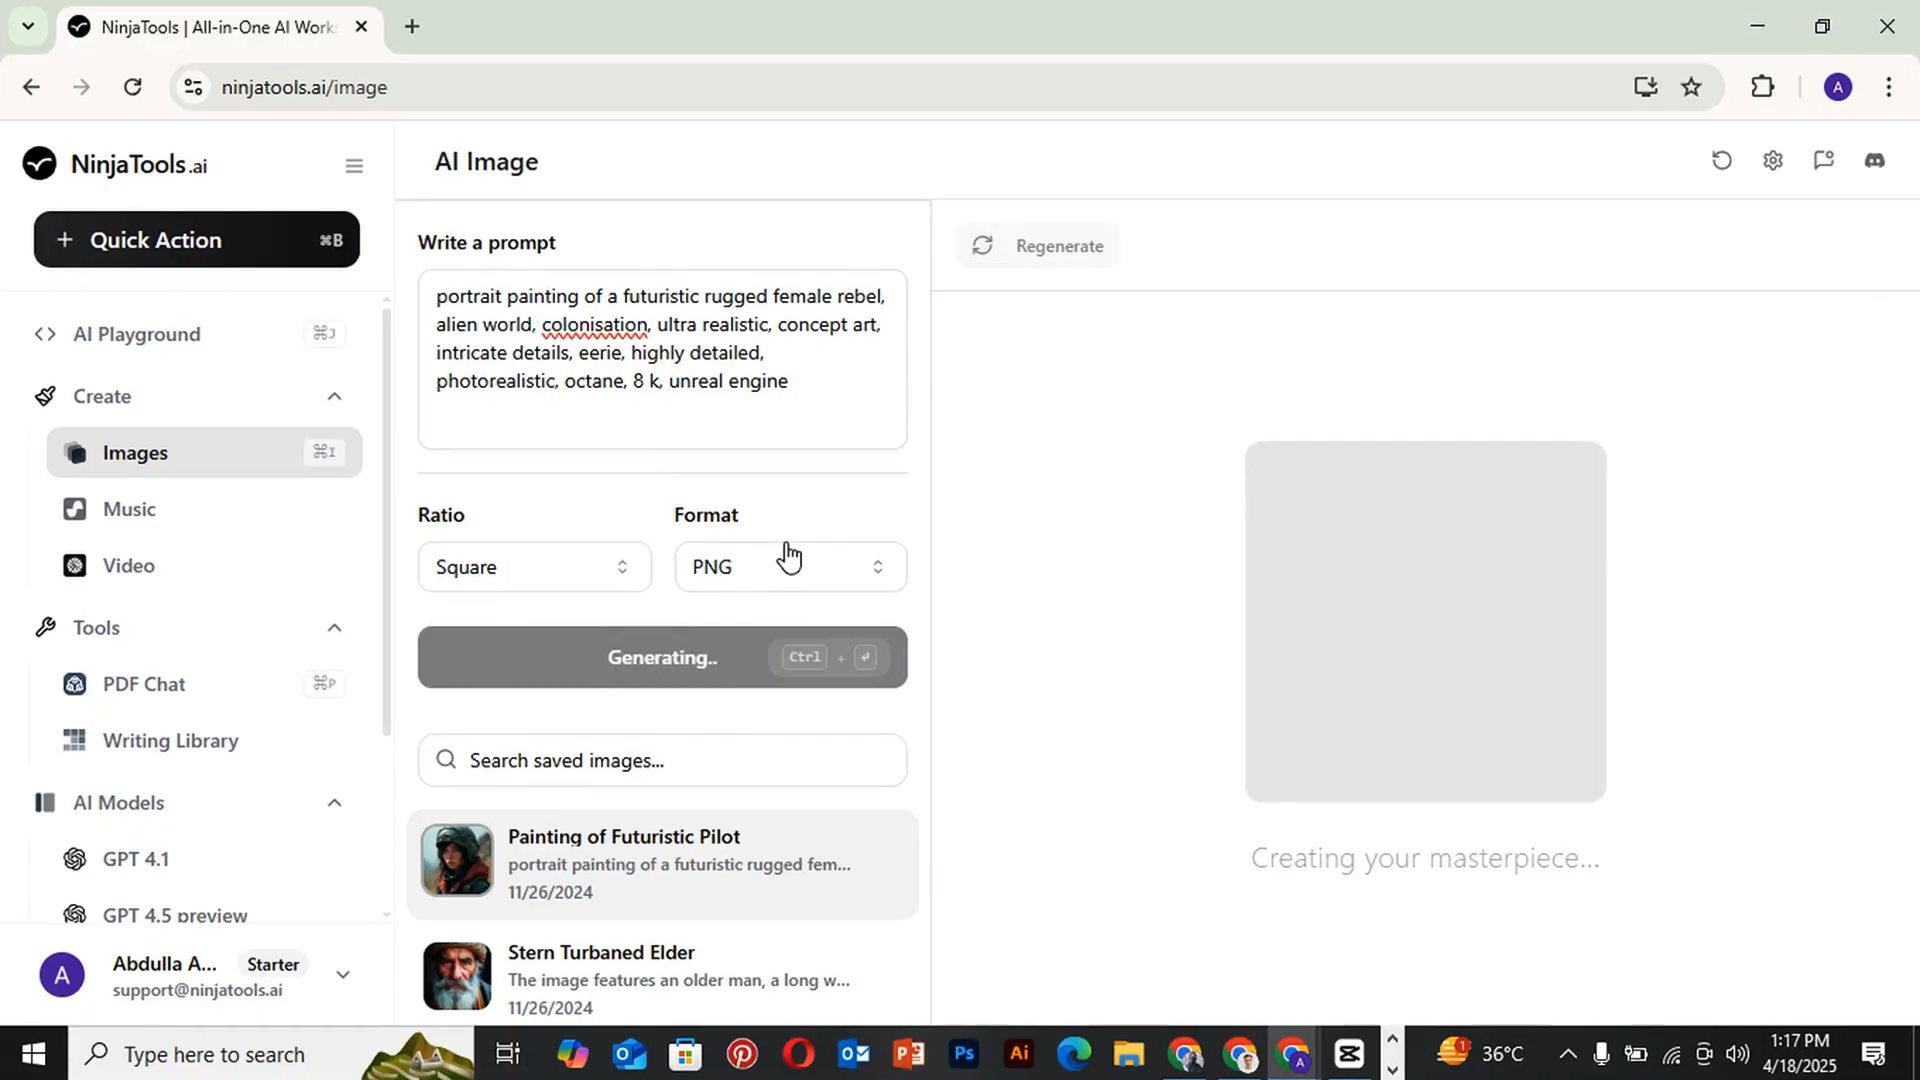 NinjaTools | All-in-One AI Works
ninjatools.ai/image
NinjaTools.ai
AI Image
Quick Action ⌘B
Write a prompt
Regenerate
portrait painting of a futuristic rugged female rebel,
alien world, colonisation, ultra realistic, concept art,
intricate details, eerie, highly detailed,
photorealistic, octane, 8 k, unreal engine
AI Playground ⌘J
Create
Images ⌘I
Music
Video
Ratio
Format
Square
PNG
Generating..
Ctrl + ↵
Tools
PDF Chat ⌘P
Writing Library
Search saved images...
AI Models
GPT 4.1
GPT 4.5 preview
Painting of Futuristic Pilot
portrait painting of a futuristic rugged fem...
11/26/2024
Creating your masterpiece...
Stern Turbaned Elder
The image features an older man, a long w...
11/26/2024
A
Abdulla A...
Starter
support@ninjatools.ai
Type here to search
Ps
Ai
1
36°C
1:17 PM
4/18/2025